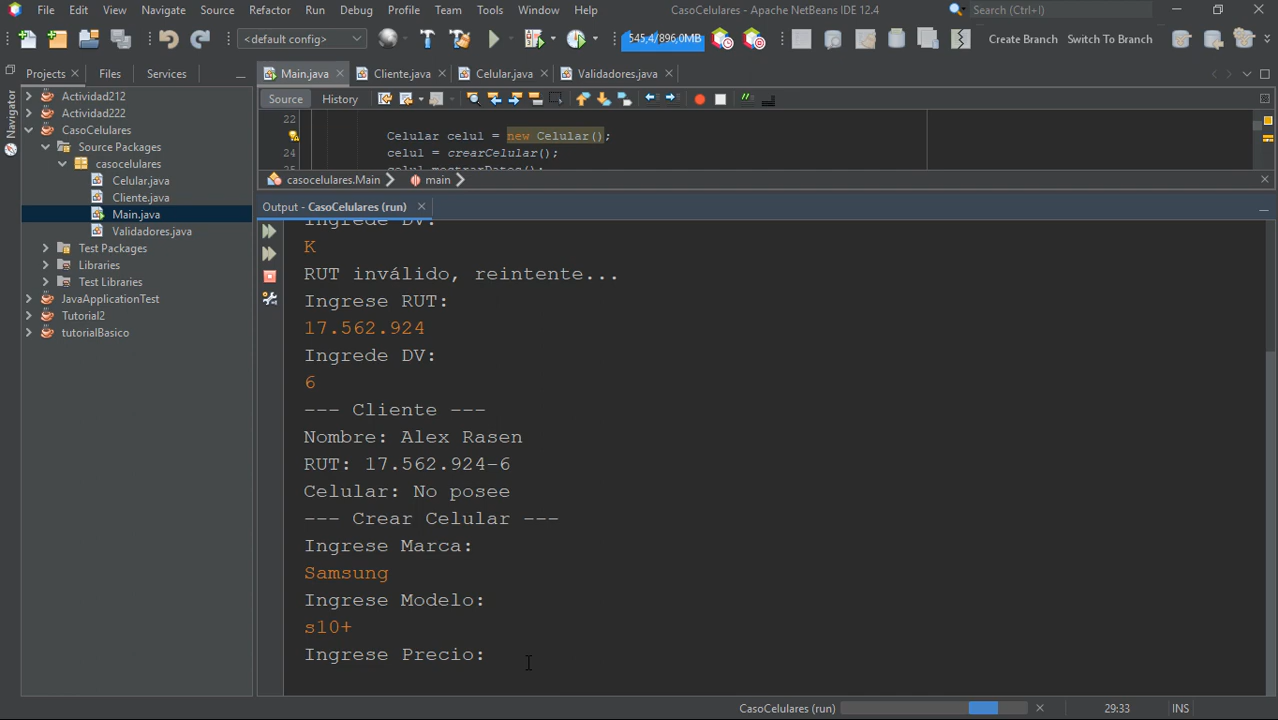 File Edit View Navigate Source Refactor Run Debug Profile Team Tools Window Help
CasoCelulares - Apache NetBeans IDE 12.4
Search (Ctrl+I)
<default config>
545,4/896,0MB
Create Branch Switch To Branch
Projects Files Services
Main.java Cliente.java Celular.java Validadores.java
Navigator
Source History
Actividad212
Actividad222
CasoCelulares
Source Packages
casocelulares
Celular.java
Cliente.java
Main.java
Validadores.java
Test Packages
Libraries
Test Libraries
JavaApplicationTest
Tutorial2
tutorialBasico
22
Celular celul = new Celular();
24 celul = crearCelular();
25 celul.mostrarDatos();
casocelulares.Main main
Output - CasoCelulares (run)
Ingrede DV:
K
RUT inválido, reintente...
Ingrese RUT:
17.562.924
Ingrede DV:
6
--- Cliente ---
Nombre: Alex Rasen
RUT: 17.562.924-6
Celular: No posee
--- Crear Celular ---
Ingrese Marca:
Samsung
Ingrese Modelo:
s10+
Ingrese Precio:
CasoCelulares (run)
29:33
INS